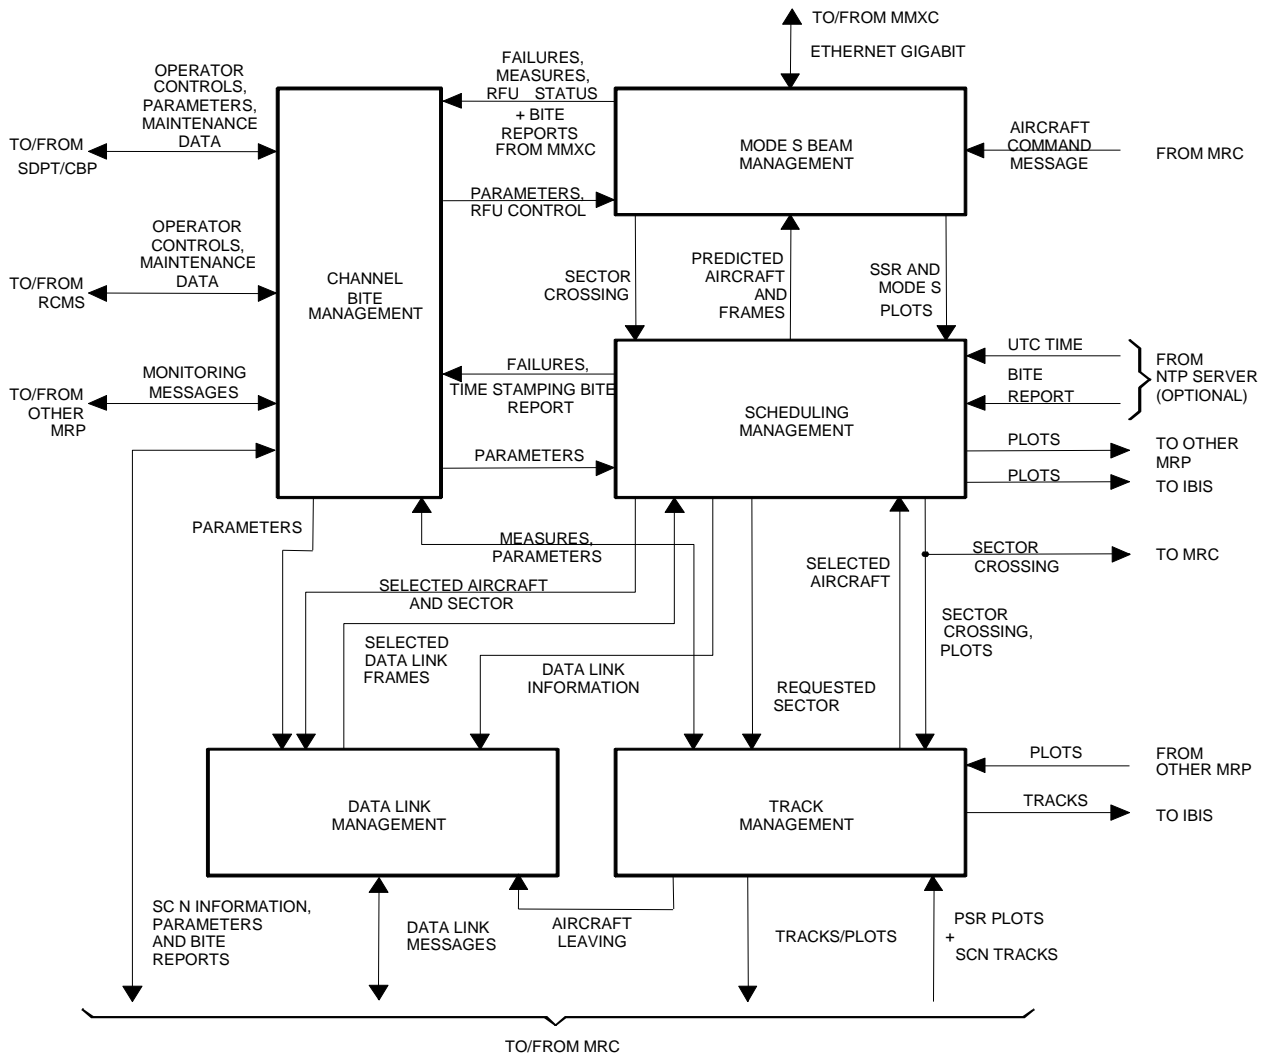 TO/FROM MMXC
ETHERNET GIGABIT
FAILURES,
MEASURES,
RFU STATUS
+ BITE
REPORTS
FROM MMXC
OPERATOR
CONTROLS,
PARAMETERS,
MAINTENANCE
DATA
TO/FROM
SDPT/CBP
MODE S BEAM
MANAGEMENT
AIRCRAFT
COMMAND
MESSAGE
FROM MRC
PARAMETERS,
RFU CONTROL
OPERATOR
CONTROLS,
MAINTENANCE
DATA
TO/FROM
RCMS
CHANNEL
BITE
MANAGEMENT
SECTOR
CROSSING
PREDICTED
AIRCRAFT
AND
FRAMES
SSR AND
MODE S
PLOTS
MONITORING
MESSAGES
TO/FROM
OTHER
MRP
FAILURES,
TIME STAMPING BITE
REPORT
SCHEDULING
MANAGEMENT
UTC TIME
BITE
REPORT
FROM
NTP SERVER
(OPTIONAL)
PARAMETERS
PLOTS
TO OTHER
MRP
PLOTS
TO IBIS
PARAMETERS
MEASURES,
PARAMETERS
SELECTED
AIRCRAFT
SECTOR
CROSSING
TO MRC
SELECTED AIRCRAFT
AND SECTOR
SELECTED
DATA LINK
FRAMES
DATA LINK
INFORMATION
REQUESTED
SECTOR
SECTOR
CROSSING,
PLOTS
DATA LINK
MANAGEMENT
TRACK
MANAGEMENT
PLOTS
FROM
OTHER MRP
TRACKS
TO IBIS
SC N INFORMATION,
PARAMETERS
AND BITE
REPORTS
DATA LINK
MESSAGES
AIRCRAFT
LEAVING
TRACKS/PLOTS
PSR PLOTS
+
SCN TRACKS
TO/FROM MRC